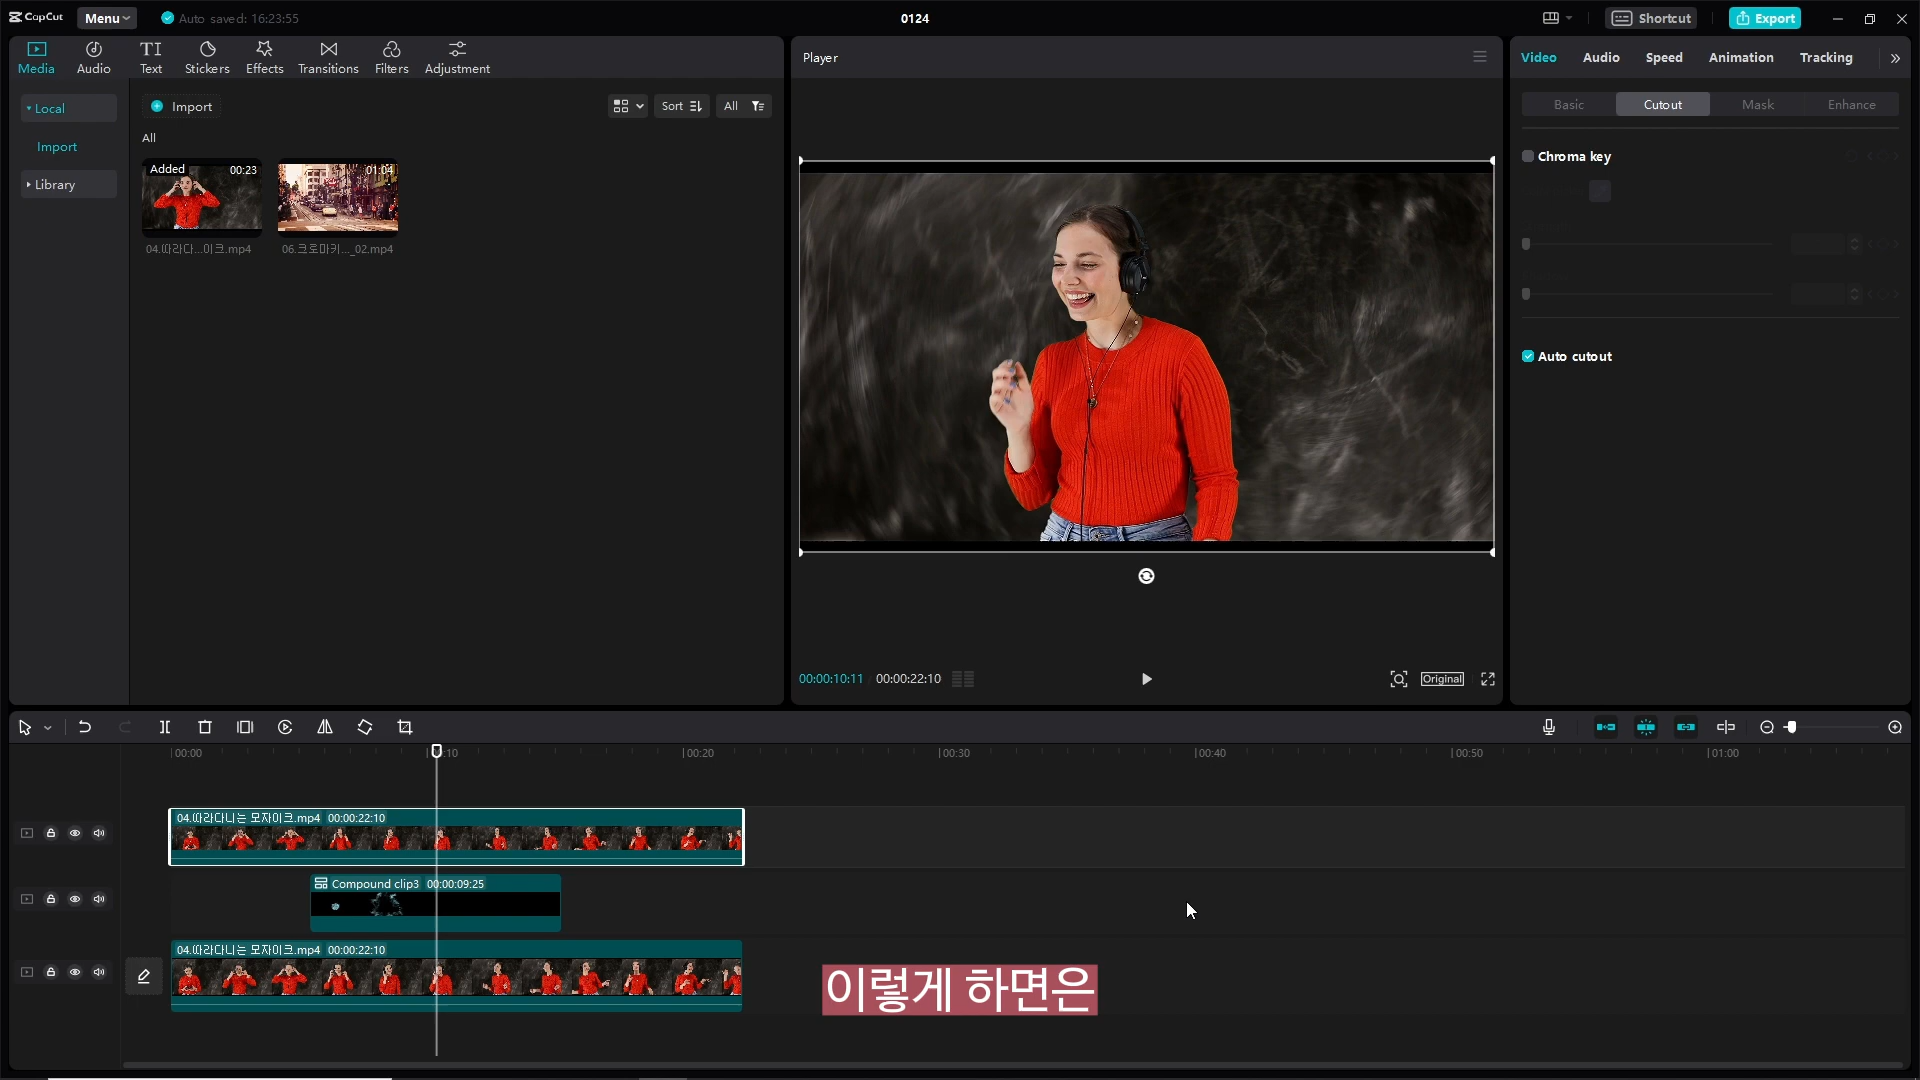 CapCut Menu Auto saved: 16:23:55 0124 Shortcut Export
Media Audio Text Stickers Effects Transitions Filters Adjustment
Local
Import
Library
Import Sort All
All
Added 00:23 01:04
04.따라다...이크.mp4 06.크로마키..._02.mp4
Player
00:00:10:11 00:00:22:10 Original
Video Audio Speed Animation Tracking
Basic Cutout Mask Enhance
Chroma key
Auto cutout
00:00 00:10 00:20 00:30 00:40 00:50 01:00
04.따라다니는 모자이크.mp4 00:00:22:10
Compound clip3 00:00:09:25
04.따라다니는 모자이크.mp4 00:00:22:10
이렇게 하면은